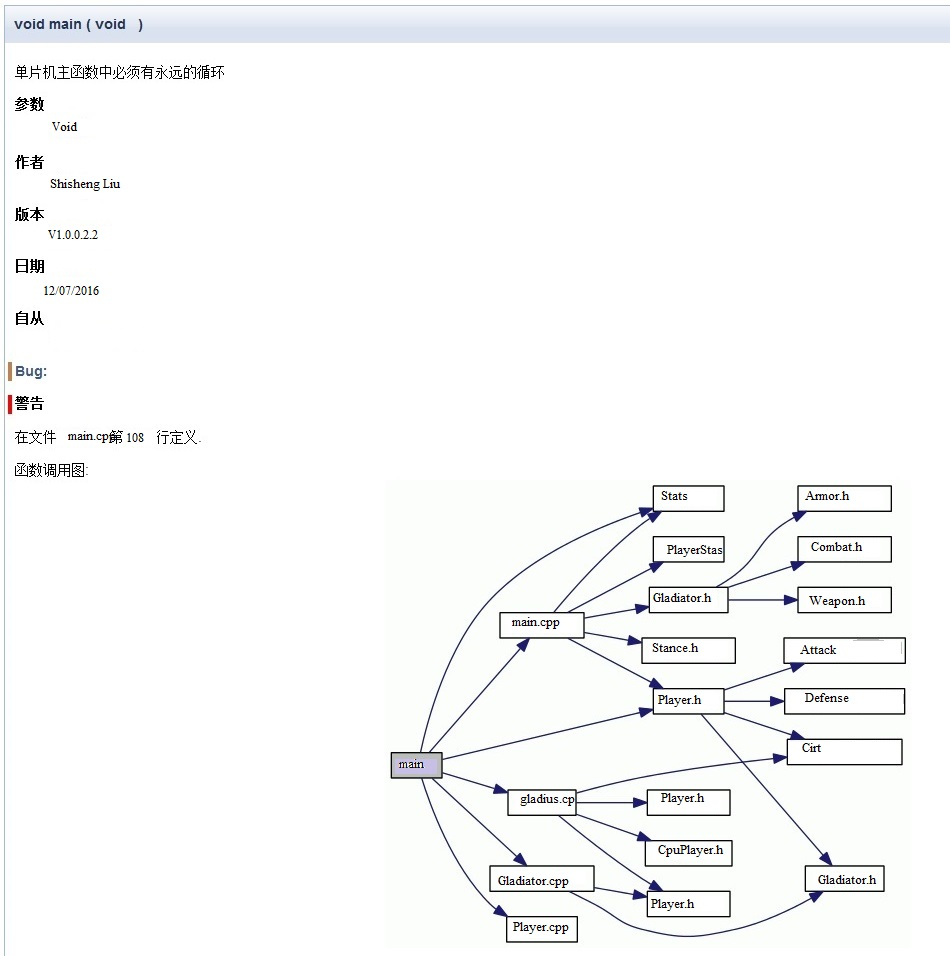 void main ( void )
单片机主函数中必须有永远的循环
参数
Void
作者
Shisheng Liu
版本
V1.0.0.2.2
日期
12/07/2016
自从
Bug:
警告
在文件 main.cpp第 108 行定义.
函数调用图:
Stats
Armor.h
PlayerStas
Combat.h
Gladiator.h
Weapon.h
main.cpp
Stance.h
Attack
Player.h
Defense
Cirt
main
gladius.cp
Player.h
CpuPlayer.h
Gladiator.cpp
Gladiator.h
Player.h
Player.cpp